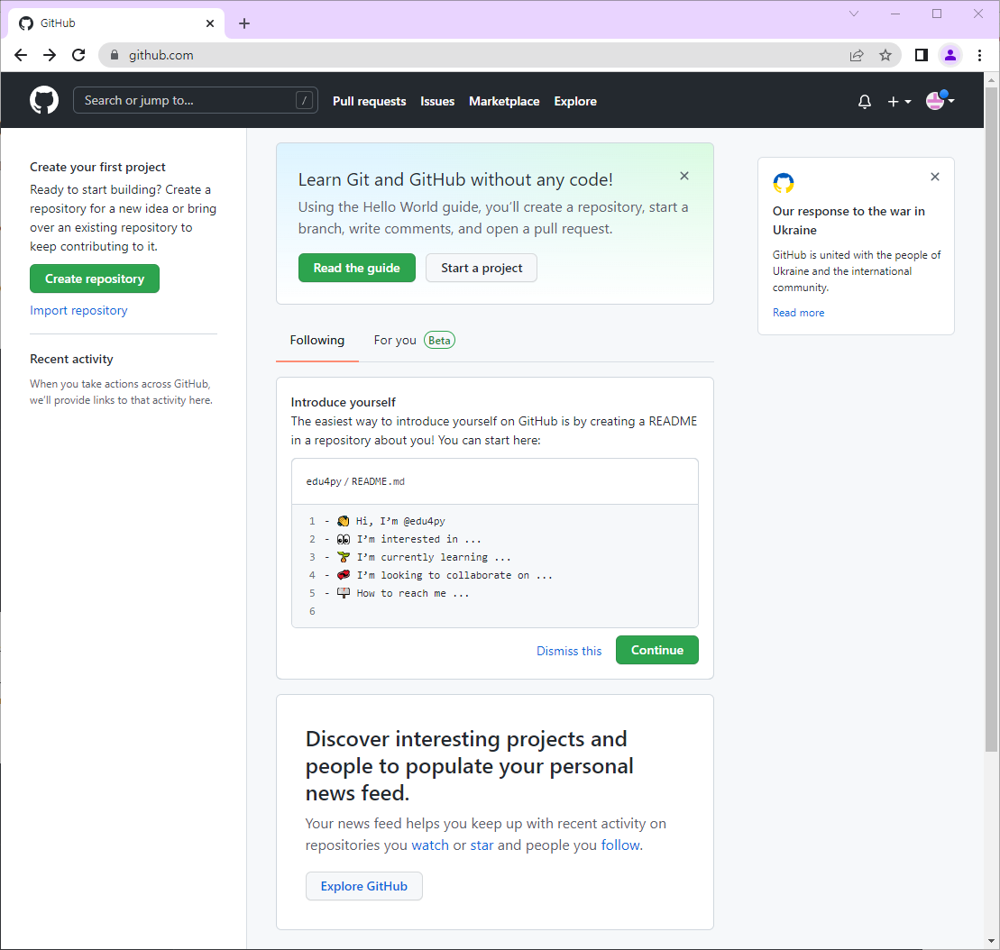 GitHub
github.com
Search or jump to...
/
Pull requests
Issues
Marketplace
Explore
Create your first project
Ready to start building? Create a
repository for a new idea or bring
over an existing repository to
keep contributing to it.
Create repository
Import repository
Recent activity
When you take actions across GitHub,
we’ll provide links to that activity here.
Learn Git and GitHub without any code!
Using the Hello World guide, you’ll create a repository, start a
branch, write comments, and open a pull request.
Read the guide
Start a project
Following
For you
Beta
Introduce yourself
The easiest way to introduce yourself on GitHub is by creating a README
in a repository about you! You can start here:
edu4py / README.md
1 - 👋 Hi, I’m @edu4py
2 - 👀 I’m interested in ...
3 - 🌱 I’m currently learning ...
4 - 💞️ I’m looking to collaborate on ...
5 - 📫 How to reach me ...
6
Dismiss this
Continue
Discover interesting projects and
people to populate your personal
news feed.
Your news feed helps you keep up with recent activity on
repositories you watch or star and people you follow.
Explore GitHub
Our response to the war in
Ukraine
GitHub is united with the people of
Ukraine and the international
community.
Read more